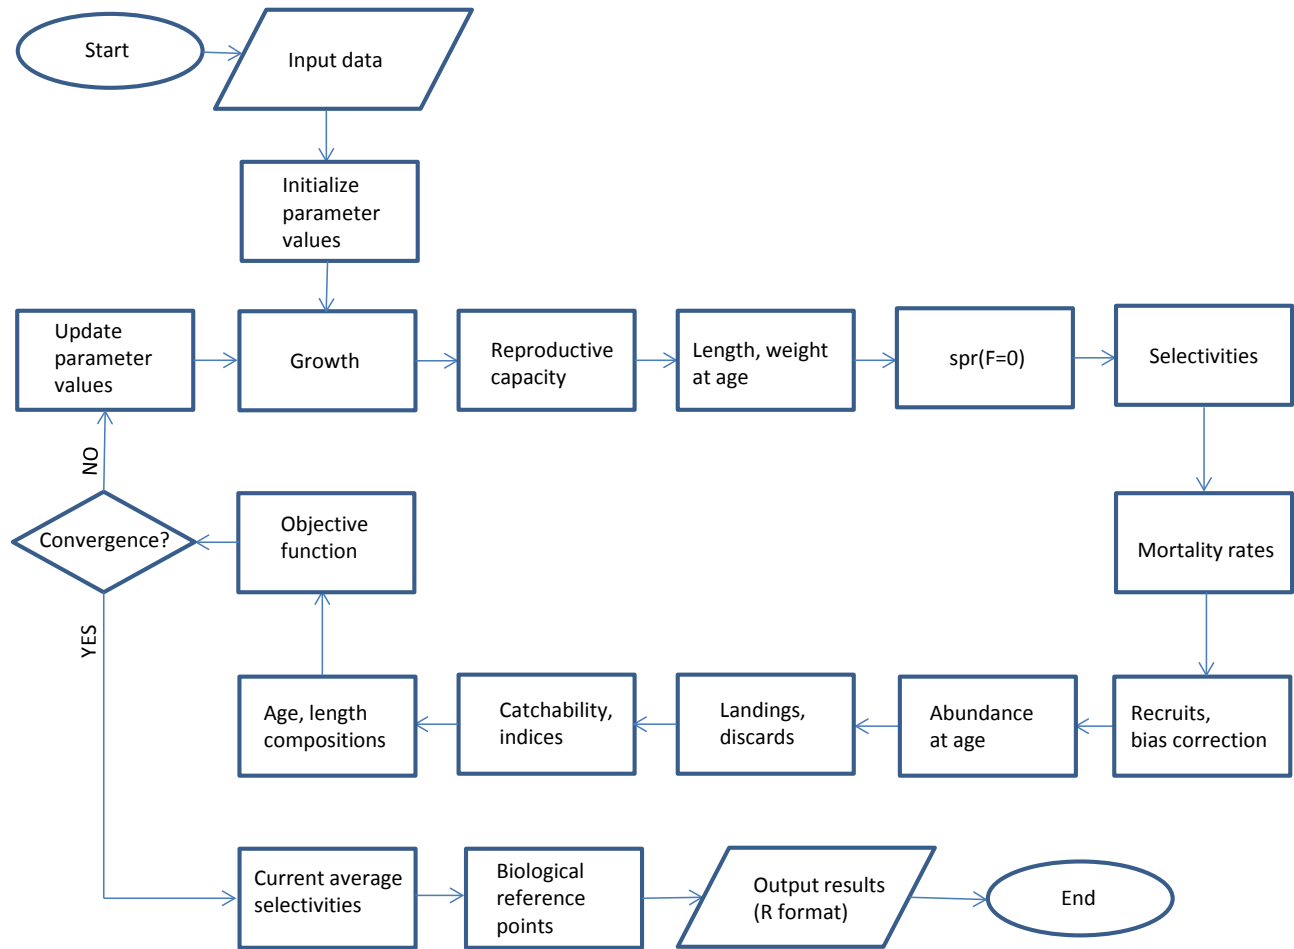 Start
Input data
Initialize
parameter
values
Update
parameter
values
Growth
Reproductive
capacity
Length, weight
at age
spr(F=0)
Selectivities
NO
Convergence?
Objective
function
Mortality rates
YES
Age, length
compositions
Catchability,
indices
Landings,
discards
Abundance
at age
Recruits,
bias correction
Current average
selectivities
Biological
reference
points
Output results
(R format)
End